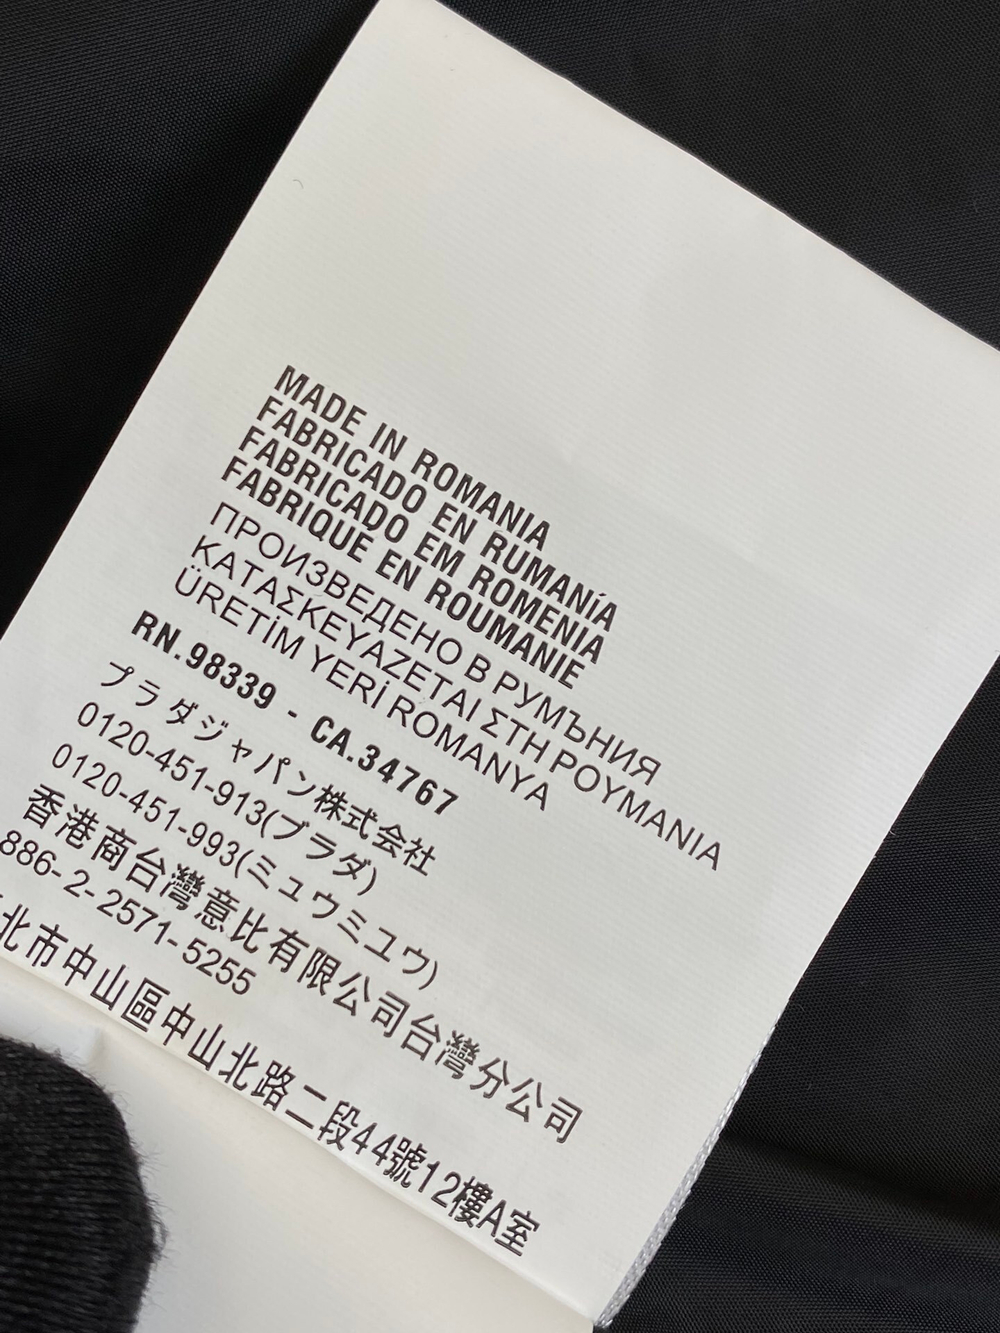 MADE IN ROMANIA
FABRICADO EN RUMANÍA
FABRICADO EM ROMENIA
FABRIQUE EN ROUMANIE
ПРОИЗВЕДЕНО В РУМЪНИЯ
ΚΑΤΑΣΚΕΥΑΖΕΤΑΙ ΣΤΗ ΡΟΥΜΑΝΙΑ
ÜRETİM YERİ ROMANYA
RN.98339 - CA.34767
プラダジャパン株式会社
0120-451-913(プラダ)
0120-451-993(ミュウミュウ)
香港商台灣意比有限公司台灣分公司
886-2-2571-5255
北市中山區中山北路二段44號12樓A室